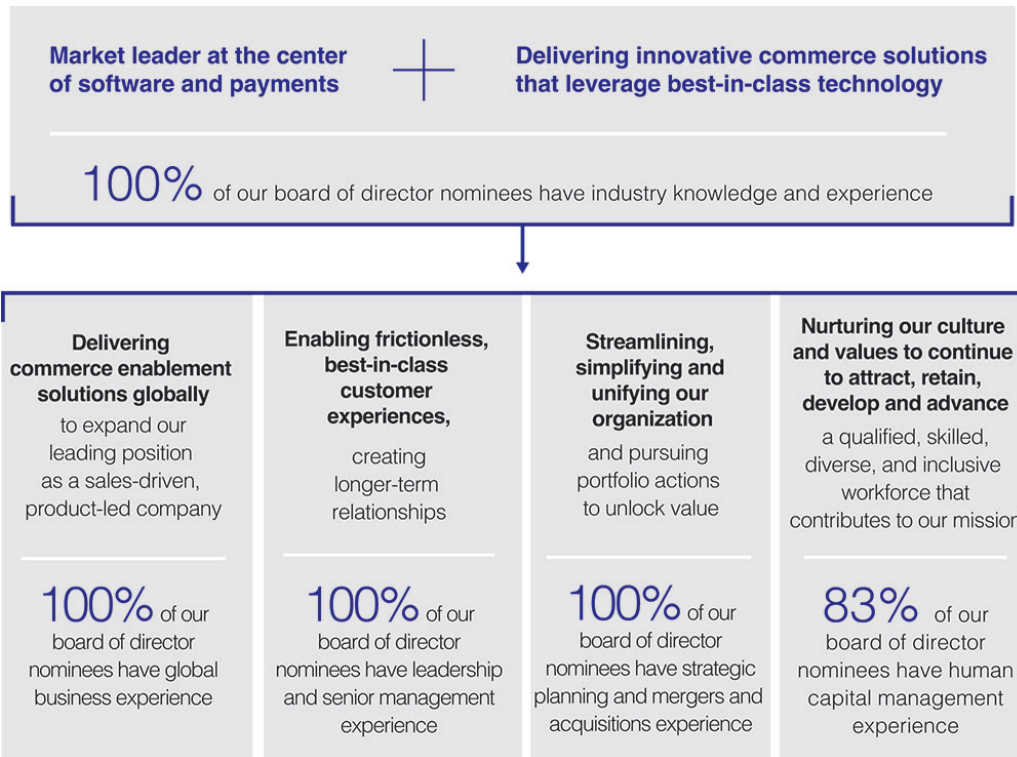 Market leader at the center
of software and payments
Delivering innovative commerce solutions
that leverage best-in-class technology
100% of our board of director nominees have industry knowledge and experience
Delivering
commerce enablement
solutions globally
to expand our
leading position
as a sales-driven,
product-led company
100% of our
board of director
nominees have global
business experience
Enabling frictionless,
best-in-class
customer
experiences,
creating
longer-term
relationships
100% of our
board of director
nominees have leadership
and senior management
experience
Streamlining,
simplifying and
unifying our
organization
and pursuing
portfolio actions
to unlock value
100% of our
board of director
nominees have strategic
planning and mergers and
acquisitions experience
Nurturing our culture
and values to continue
to attract, retain,
develop and advance
a qualified, skilled,
diverse, and inclusive
workforce that
contributes to our mission
83% of our
board of director
nominees have human
capital management
experience